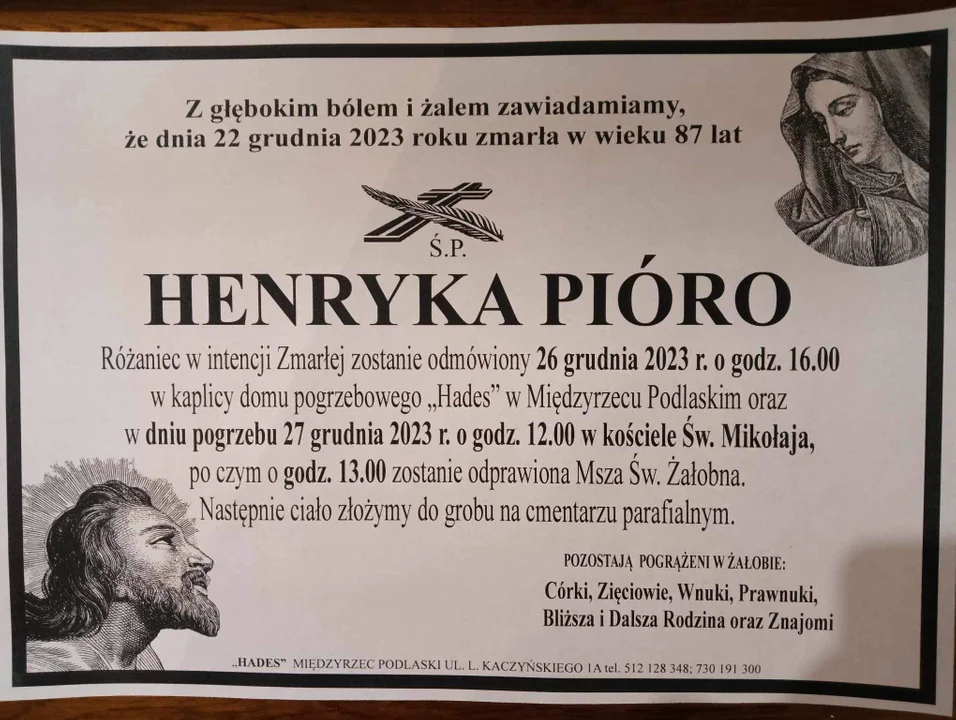 Z głębokim bólem i żalem zawiadamiamy,
że dnia 22 grudnia 2023 roku zmarła w wieku 87 lat
Ś.P.
HENRYKA PIÓRO
Różaniec w intencji Zmarłej zostanie odmówiony 26 grudnia 2023 r. o godz. 16.00
w kaplicy domu pogrzebowego „Hades” w Międzyrzecu Podlaskim oraz
w dniu pogrzebu 27 grudnia 2023 r. o godz. 12.00 w kościele Św. Mikołaja,
po czym o godz. 13.00 zostanie odprawiona Msza Św. Żałobna.
Następnie ciało złożymy do grobu na cmentarzu parafialnym.
POZOSTAJĄ POGRĄŻENI W ŻAŁOBIE:
Córki, Zięciowie, Wnuki, Prawnuki,
Bliższa i Dalsza Rodzina oraz Znajomi
„HADES” MIĘDZYRZEC PODLASKI UL. L. KACZYŃSKIEGO 1A tel. 512 128 348; 730 191 300